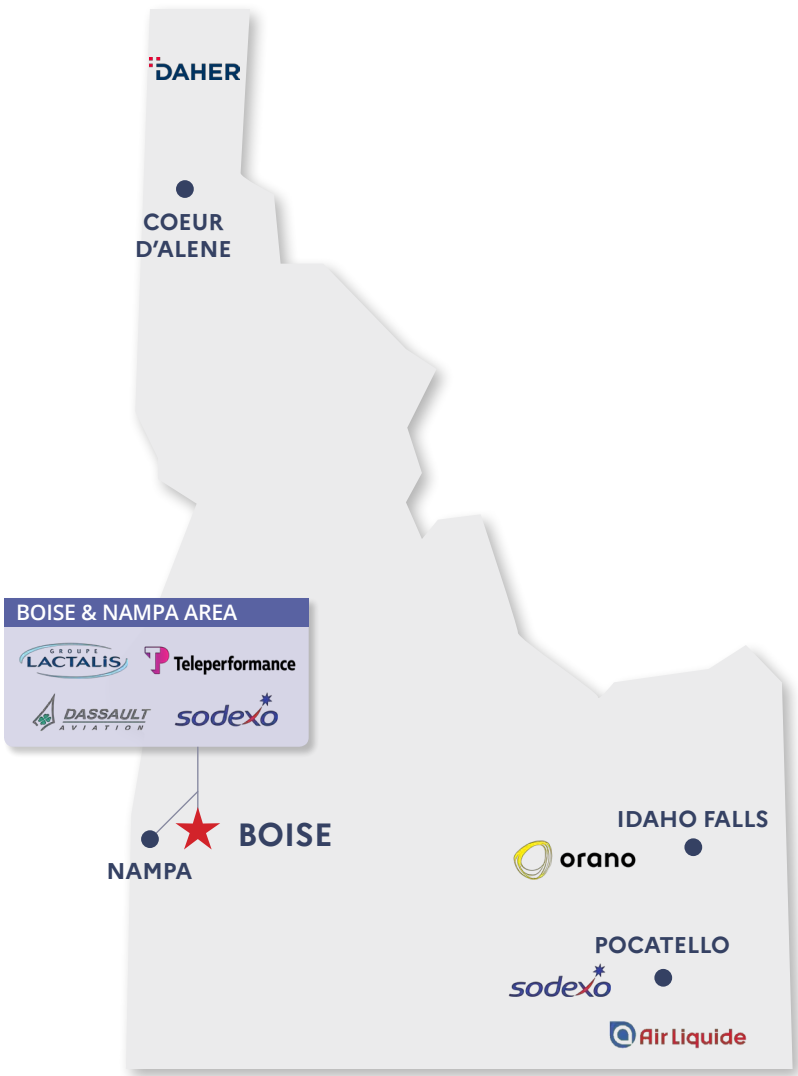 DAHER
COEUR
D'ALENE
BOISE & NAMPA AREA
GROUPE
LACTALIS
TP Teleperformance
DASSAULT
AVIATION
sodexo
BOISE
NAMPA
IDAHO FALLS
orano
POCATELLO
sodexo
Air Liquide